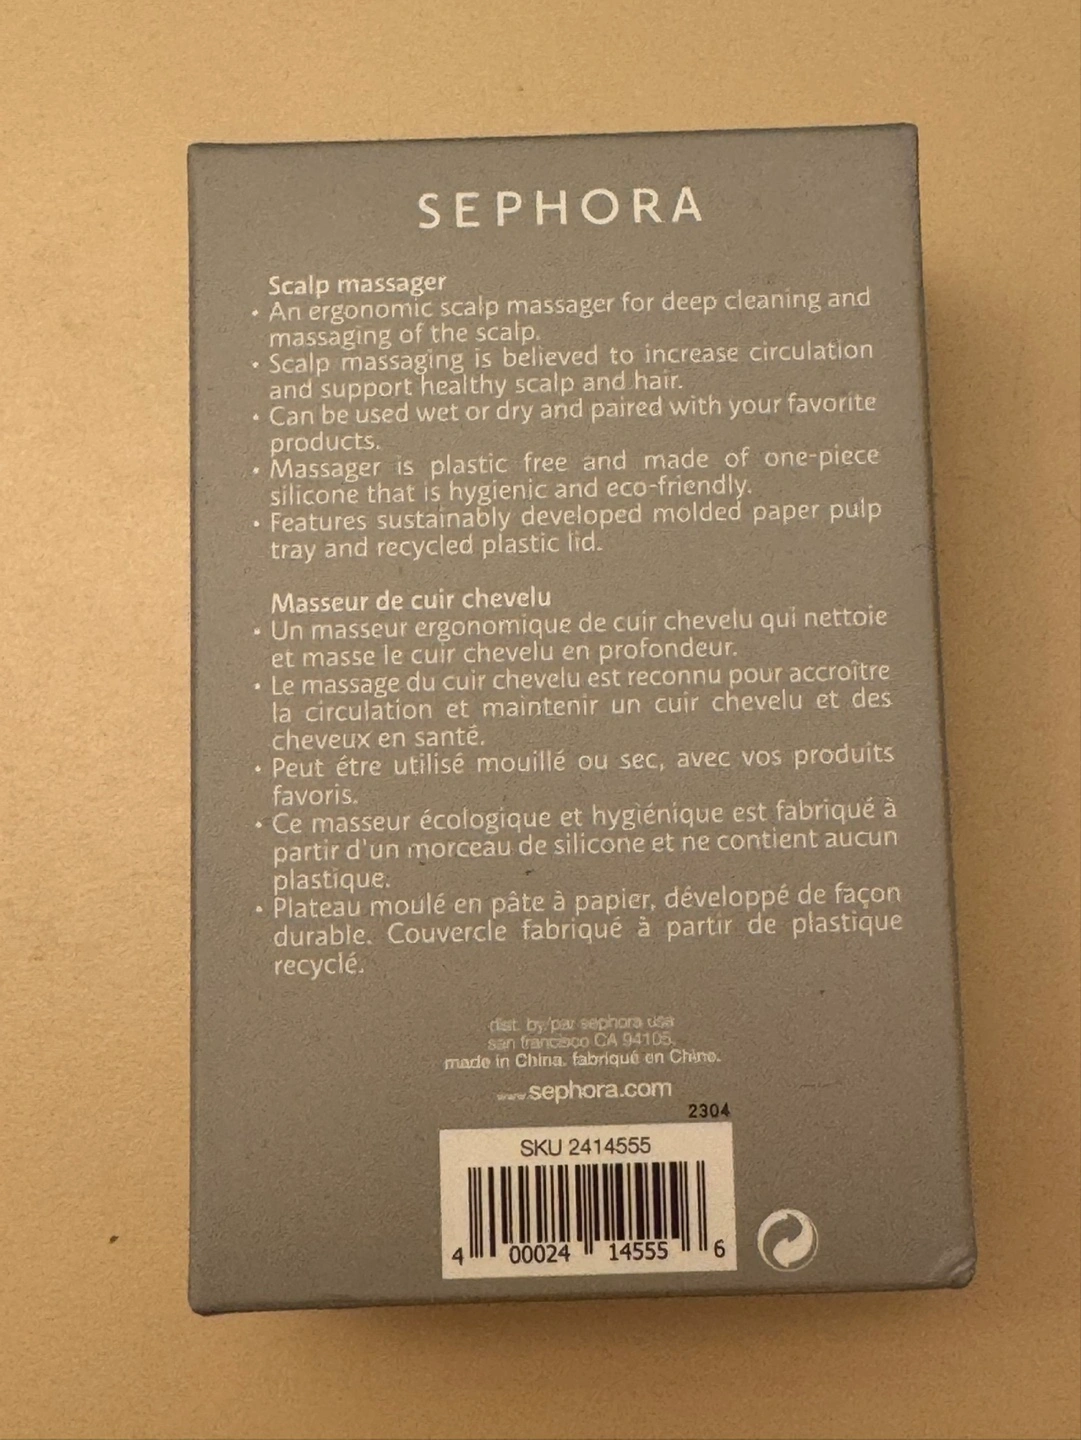 SEPHORA
Scalp massager
• An ergonomic scalp massager for deep cleaning and
massaging of the scalp.
• Scalp massaging is believed to increase circulation
and support healthy scalp and hair.
• Can be used wet or dry and paired with your favorite
products.
• Massager is plastic free and made of one-piece
silicone that is hygienic and eco-friendly.
• Features sustainably developed molded paper pulp
tray and recycled plastic lid.
Masseur de cuir chevelu
• Un masseur ergonomique de cuir chevelu qui nettoie
et masse le cuir chevelu en profondeur.
• Le massage du cuir chevelu est reconnu pour accroître
la circulation et maintenir un cuir chevelu et des
cheveux en santé.
• Peut étre utilisé mouillé ou sec, avec vos produits
favoris.
• Ce masseur écologique et hygiénique est fabriqué à
partir d'un morceau de silicone et ne contient aucun
plastique.
• Plateau moulé en pâte à papier, développé de façon
durable. Couvercle fabriqué à partir de plastique
recyclé.
dist. by/par sephora usa
san francisco CA 94105.
made in China. fabriqué en Chine.
www.sephora.com
2304
SKU 2414555
4 00024 14555 6